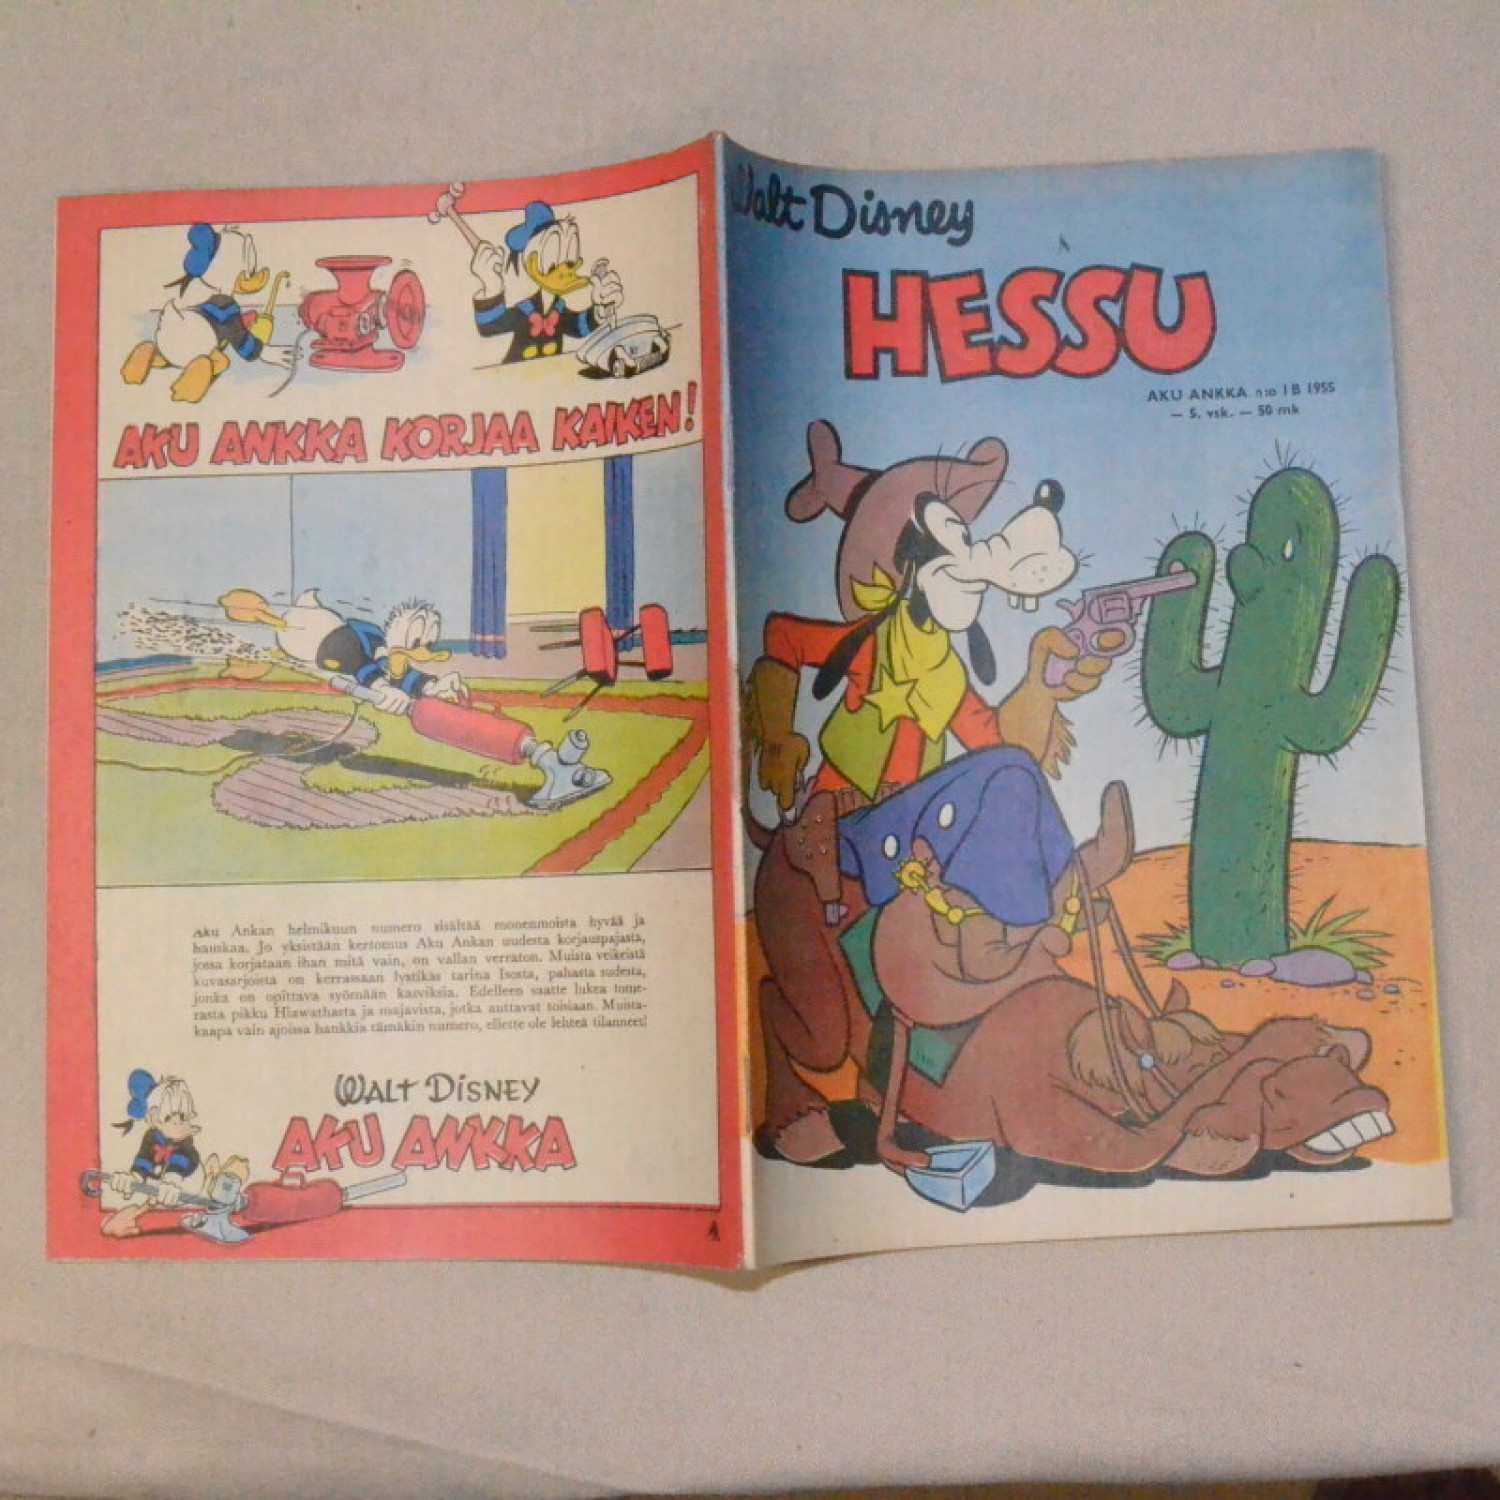 AKU ANKKA KORJAA KAIKEN!
Aku Ankan helmikuun numero sisältää monenmoista hyvää ja
hauskaa. Jo yksistään kertomus Aku Ankan uudesta korjauspajasta,
jossa korjataan ihan mitä vain, on vallan verraton. Muista veikeistä
kuvasarjoista on kerrassaan lystikäs tarina Isosta, pahasta sudesta,
jonka on opittava syömään kasviksia. Edelleen saatte lukea tove-
rasta pikku Hiawathasta ja majavista, jotka auttavat toisiaan. Muista-
kaapa vain ajoissa hankkia tämäkin numero, ellette ole lehteä tilanneet!
WALT DISNEY
AKU ANKKA
Walt Disney
HESSU
AKU ANKKA n:o 1B 1955
— 5. vsk. — 50 mk